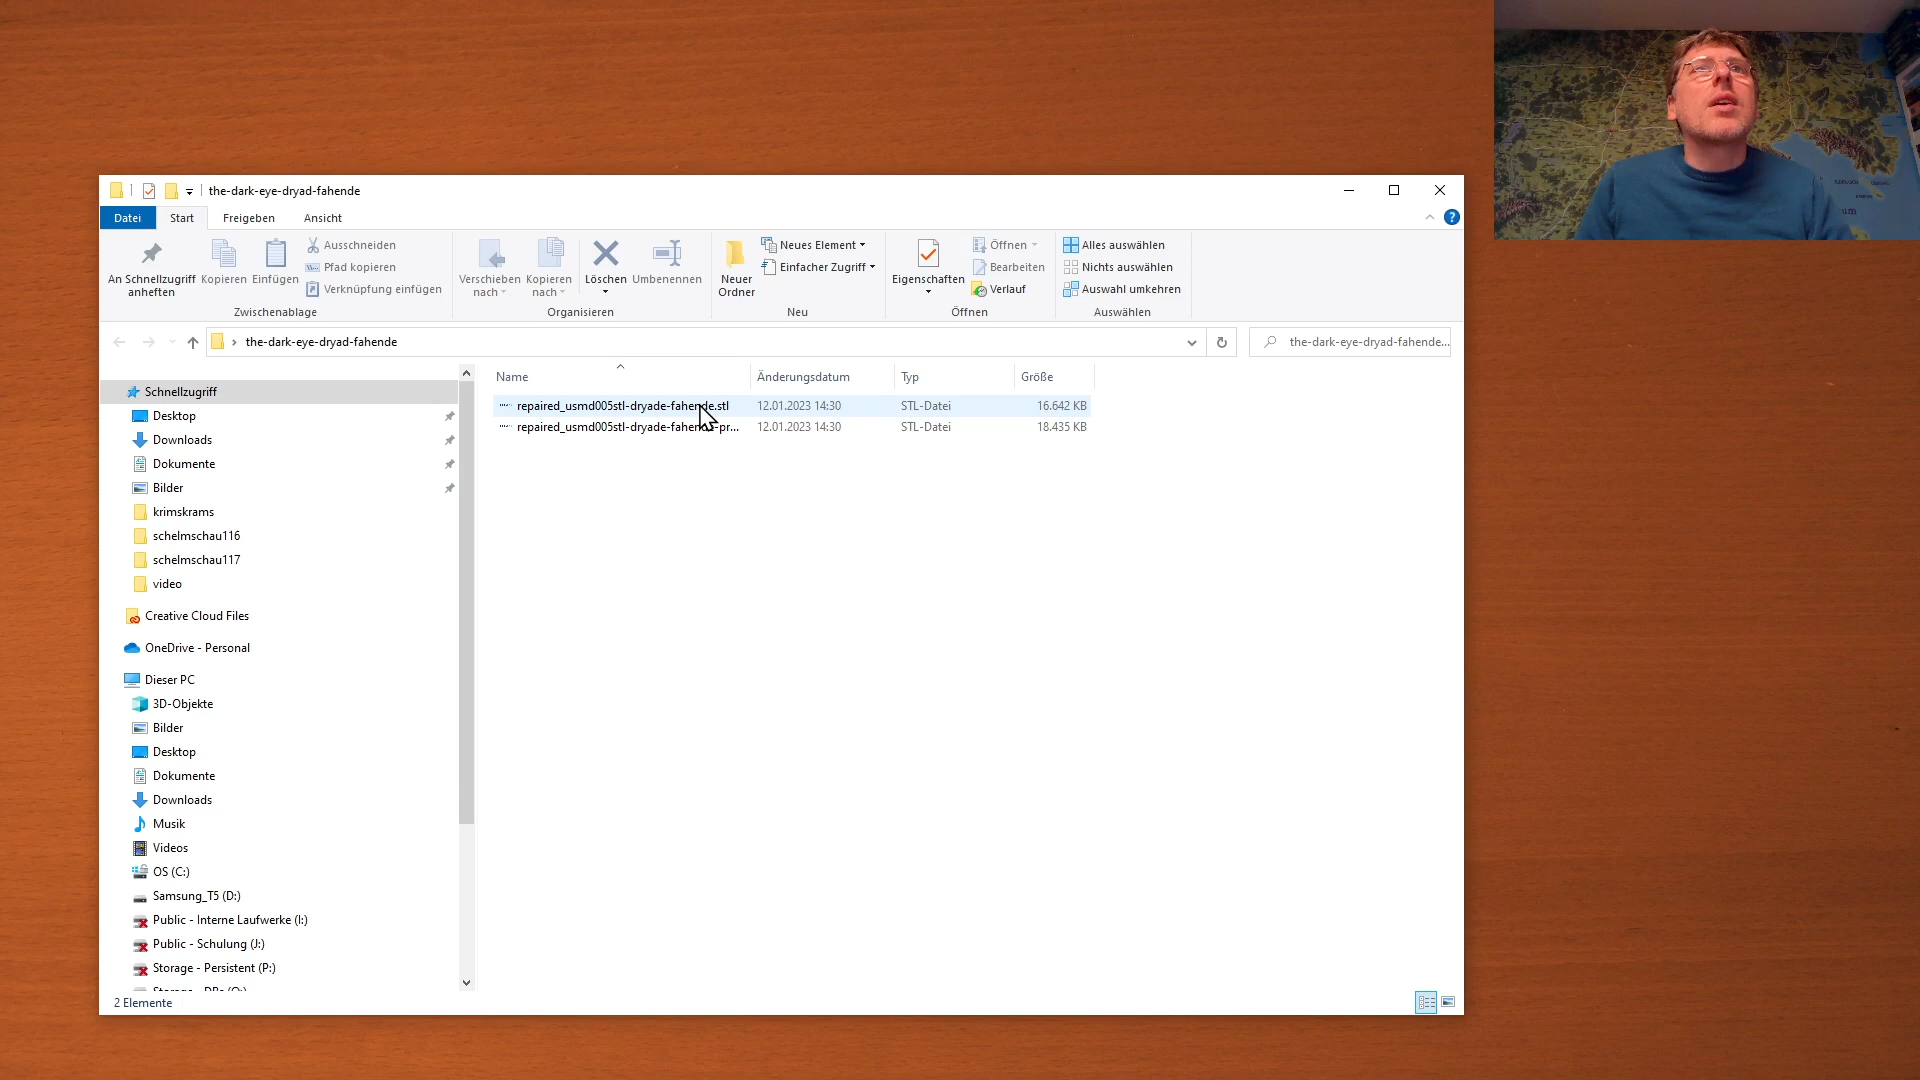 the-dark-eye-dryad-fahende
Datei Start Freigeben Ansicht
An Schnellzugriff anheften
Kopieren
Einfügen
Ausschneiden
Pfad kopieren
Verknüpfung einfügen
Zwischenablage
Verschieben nach
Kopieren nach
Löschen
Umbenennen
Organisieren
Neuer Ordner
Neues Element
Einfacher Zugriff
Neu
Eigenschaften
Öffnen
Bearbeiten
Verlauf
Öffnen
Alles auswählen
Nichts auswählen
Auswahl umkehren
Auswählen
the-dark-eye-dryad-fahende
the-dark-eye-dryad-fahende...
Schnellzugriff
Desktop
Downloads
Dokumente
Bilder
krimskrams
schelmschau116
schelmschau117
video
Creative Cloud Files
OneDrive - Personal
Dieser PC
3D-Objekte
Bilder
Desktop
Dokumente
Downloads
Musik
Videos
OS (C:)
Samsung_T5 (D:)
Public - Interne Laufwerke (I:)
Public - Schulung (J:)
Storage - Persistent (P:)
Name Änderungsdatum Typ Größe
repaired_usmd005stl-dryade-fahende.stl 12.01.2023 14:30 STL-Datei 16.642 KB
repaired_usmd005stl-dryade-fahende-pr... 12.01.2023 14:30 STL-Datei 18.435 KB
2 Elemente